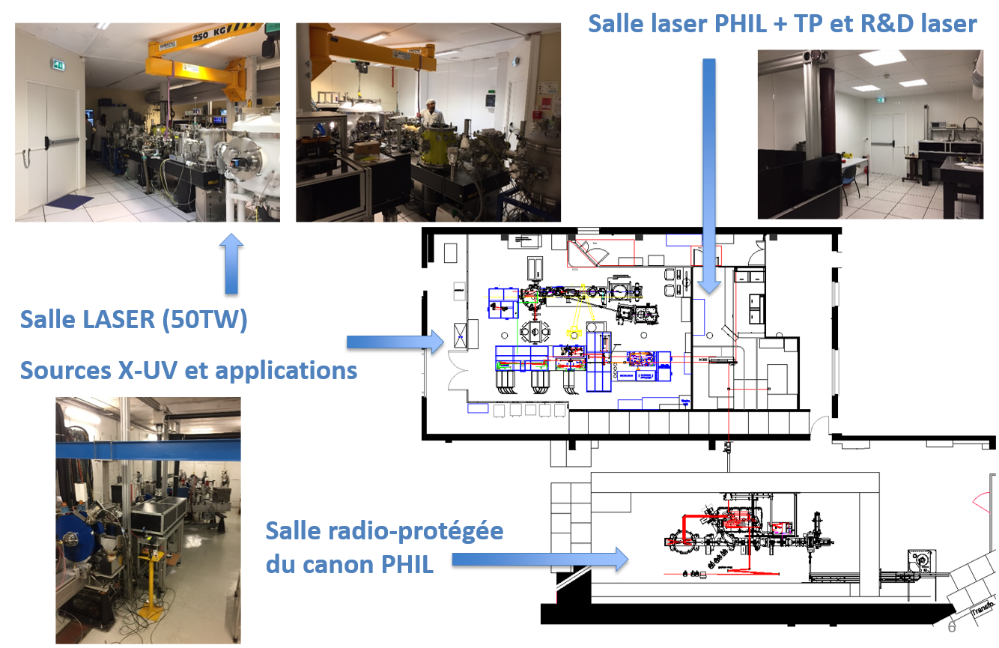 Salle laser PHIL + TP et R&D laser
250 KG
Salle LASER (50TW)
Sources X-UV et applications
Salle radio-protégée
du canon PHIL
Transfo.
6